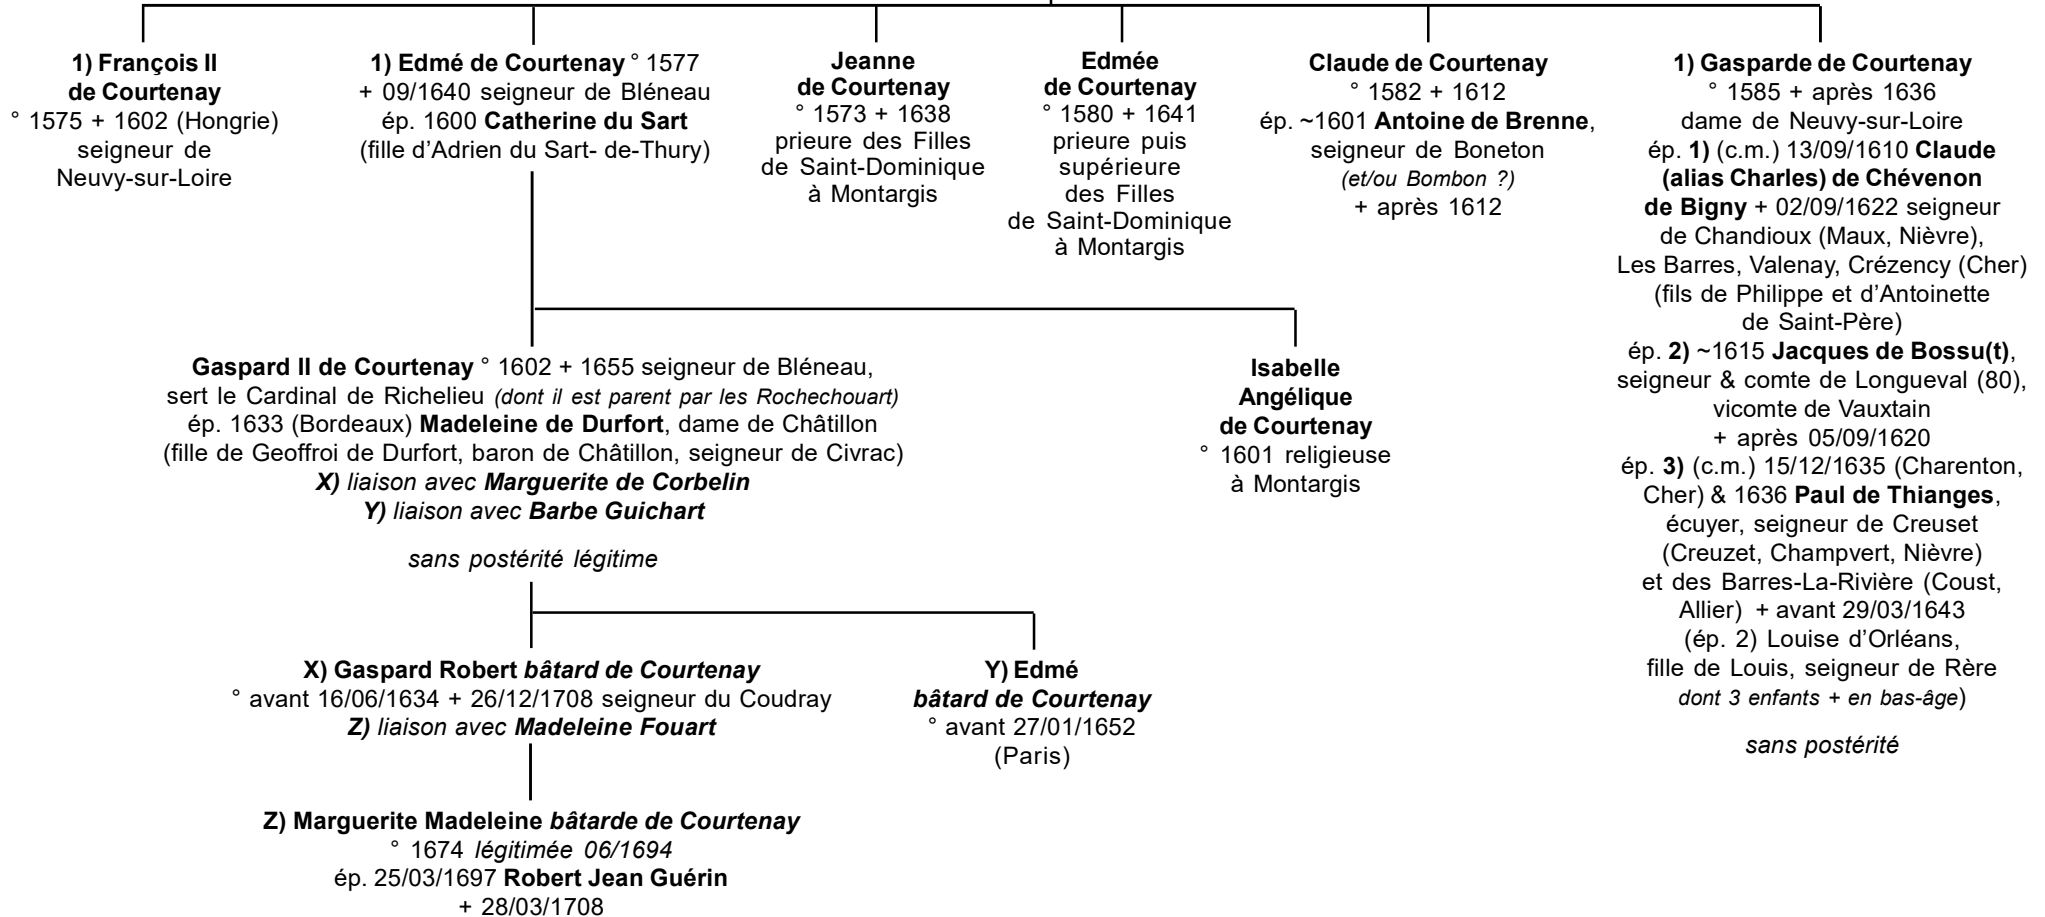 1) François II
de Courtenay
° 1575 + 1602 (Hongrie)
seigneur de
Neuvy-sur-Loire
1) Edmé de Courtenay ° 1577
+ 09/1640 seigneur de Bléneau
ép. 1600 Catherine du Sart
(fille d’Adrien du Sart- de-Thury)
Jeanne
de Courtenay
° 1573 + 1638
prieure des Filles
de Saint-Dominique
à Montargis
Edmée
de Courtenay
° 1580 + 1641
prieure puis
supérieure
des Filles
de Saint-Dominique
à Montargis
Claude de Courtenay
° 1582 + 1612
ép. ~1601 Antoine de Brenne,
seigneur de Boneton
(et/ou Bombon ?)
+ après 1612
1) Gasparde de Courtenay
° 1585 + après 1636
dame de Neuvy-sur-Loire
ép. 1) (c.m.) 13/09/1610 Claude
(alias Charles) de Chévenon
de Bigny + 02/09/1622 seigneur
de Chandioux (Maux, Nièvre),
Les Barres, Valenay, Crézency (Cher)
(fils de Philippe et d’Antoinette
de Saint-Père)
ép. 2) ~1615 Jacques de Bossu(t),
seigneur & comte de Longueval (80),
vicomte de Vauxtain
+ après 05/09/1620
ép. 3) (c.m.) 15/12/1635 (Charenton,
Cher) & 1636 Paul de Thianges,
écuyer, seigneur de Creuset
(Creuzet, Champvert, Nièvre)
et des Barres-La-Rivière (Coust,
Allier) + avant 29/03/1643
(ép. 2) Louise d’Orléans,
fille de Louis, seigneur de Rère
dont 3 enfants + en bas-âge)
sans postérité
Gaspard II de Courtenay ° 1602 + 1655 seigneur de Bléneau,
sert le Cardinal de Richelieu (dont il est parent par les Rochechouart)
ép. 1633 (Bordeaux) Madeleine de Durfort, dame de Châtillon
(fille de Geoffroi de Durfort, baron de Châtillon, seigneur de Civrac)
X) liaison avec Marguerite de Corbelin
Y) liaison avec Barbe Guichart
sans postérité légitime
Isabelle
Angélique
de Courtenay
° 1601 religieuse
à Montargis
X) Gaspard Robert bâtard de Courtenay
° avant 16/06/1634 + 26/12/1708 seigneur du Coudray
Z) liaison avec Madeleine Fouart
Y) Edmé
bâtard de Courtenay
° avant 27/01/1652
(Paris)
Z) Marguerite Madeleine bâtarde de Courtenay
° 1674 légitimée 06/1694
ép. 25/03/1697 Robert Jean Guérin
+ 28/03/1708